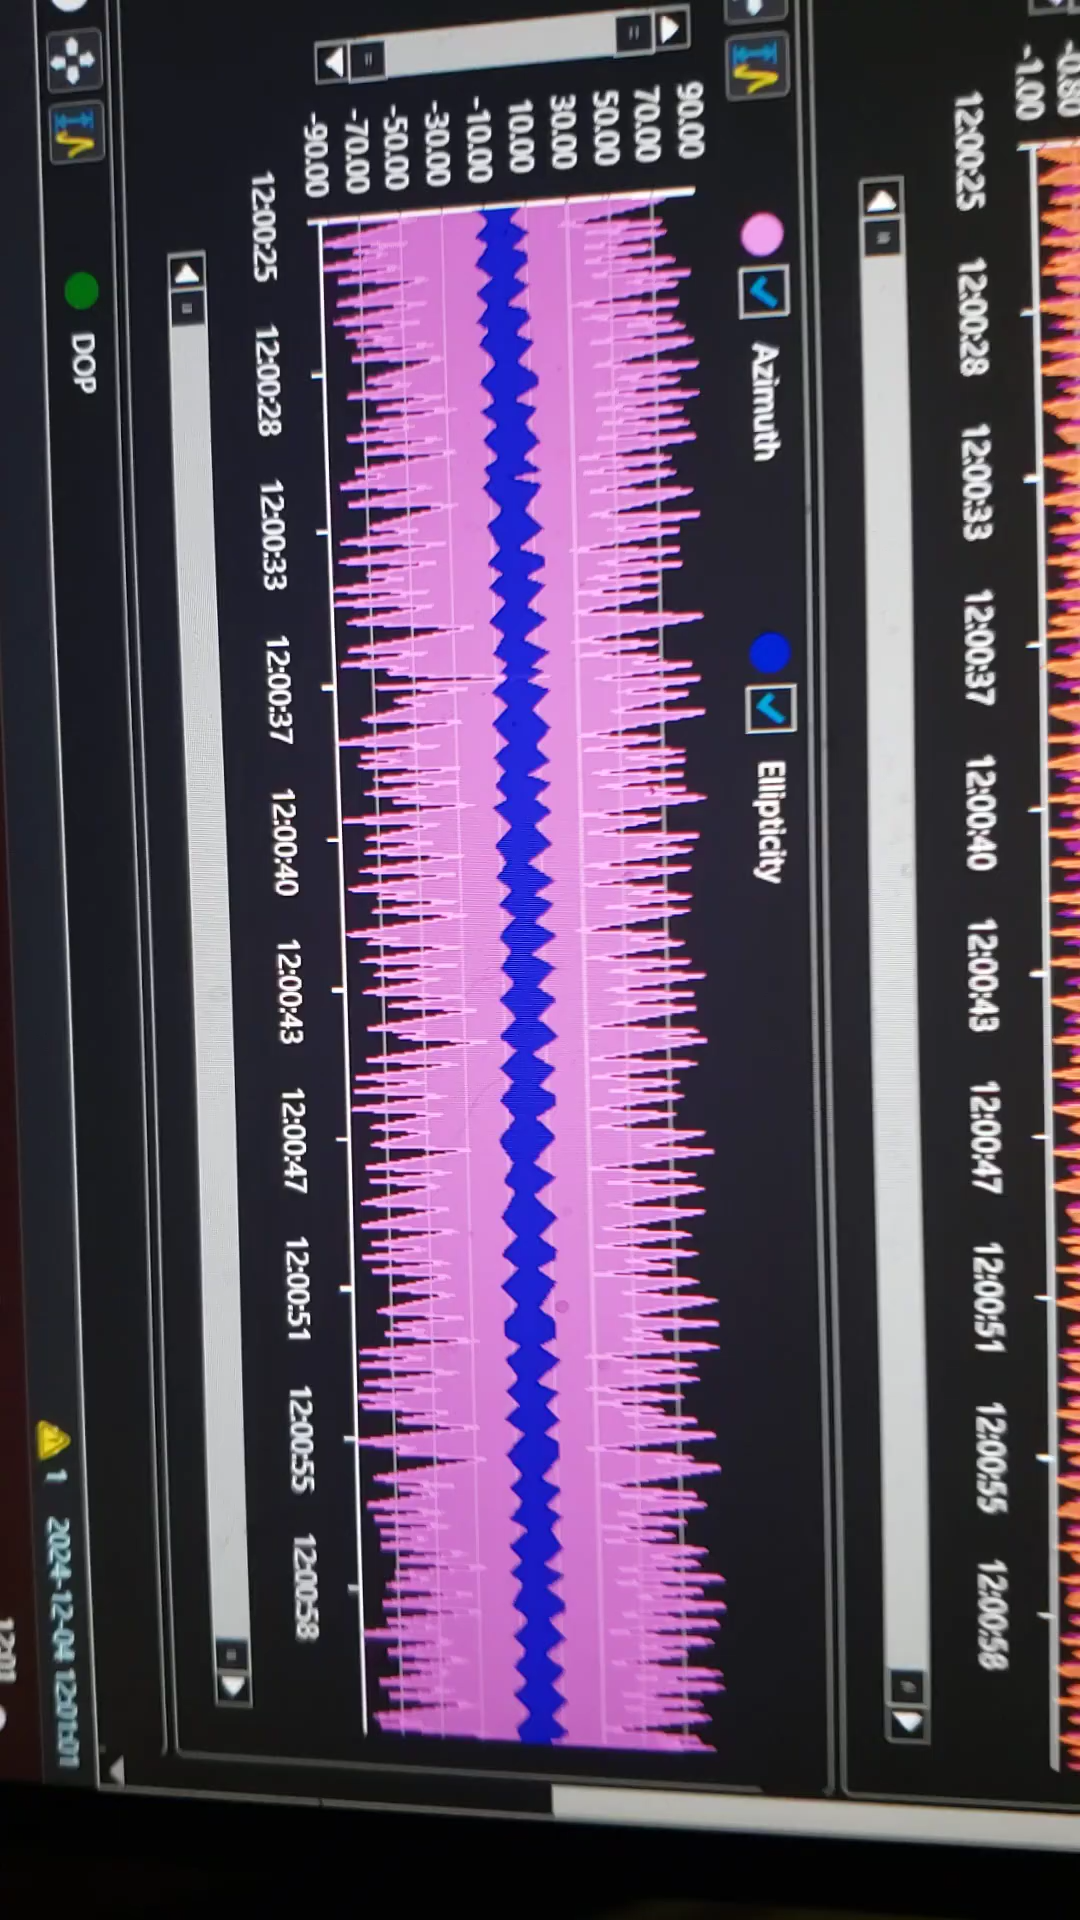 -0.80
-1.00
12:00:25 12:00:28 12:00:33 12:00:37 12:00:40 12:00:43 12:00:47 12:00:51 12:00:55 12:00:58
Azimuth Ellipticity
90.00
70.00
50.00
30.00
10.00
-10.00
-30.00
-50.00
-70.00
-90.00
12:00:25 12:00:28 12:00:33 12:00:37 12:00:40 12:00:43 12:00:47 12:00:51 12:00:55 12:00:58
DOP
1 2024-12-04 12:01:01
12:01